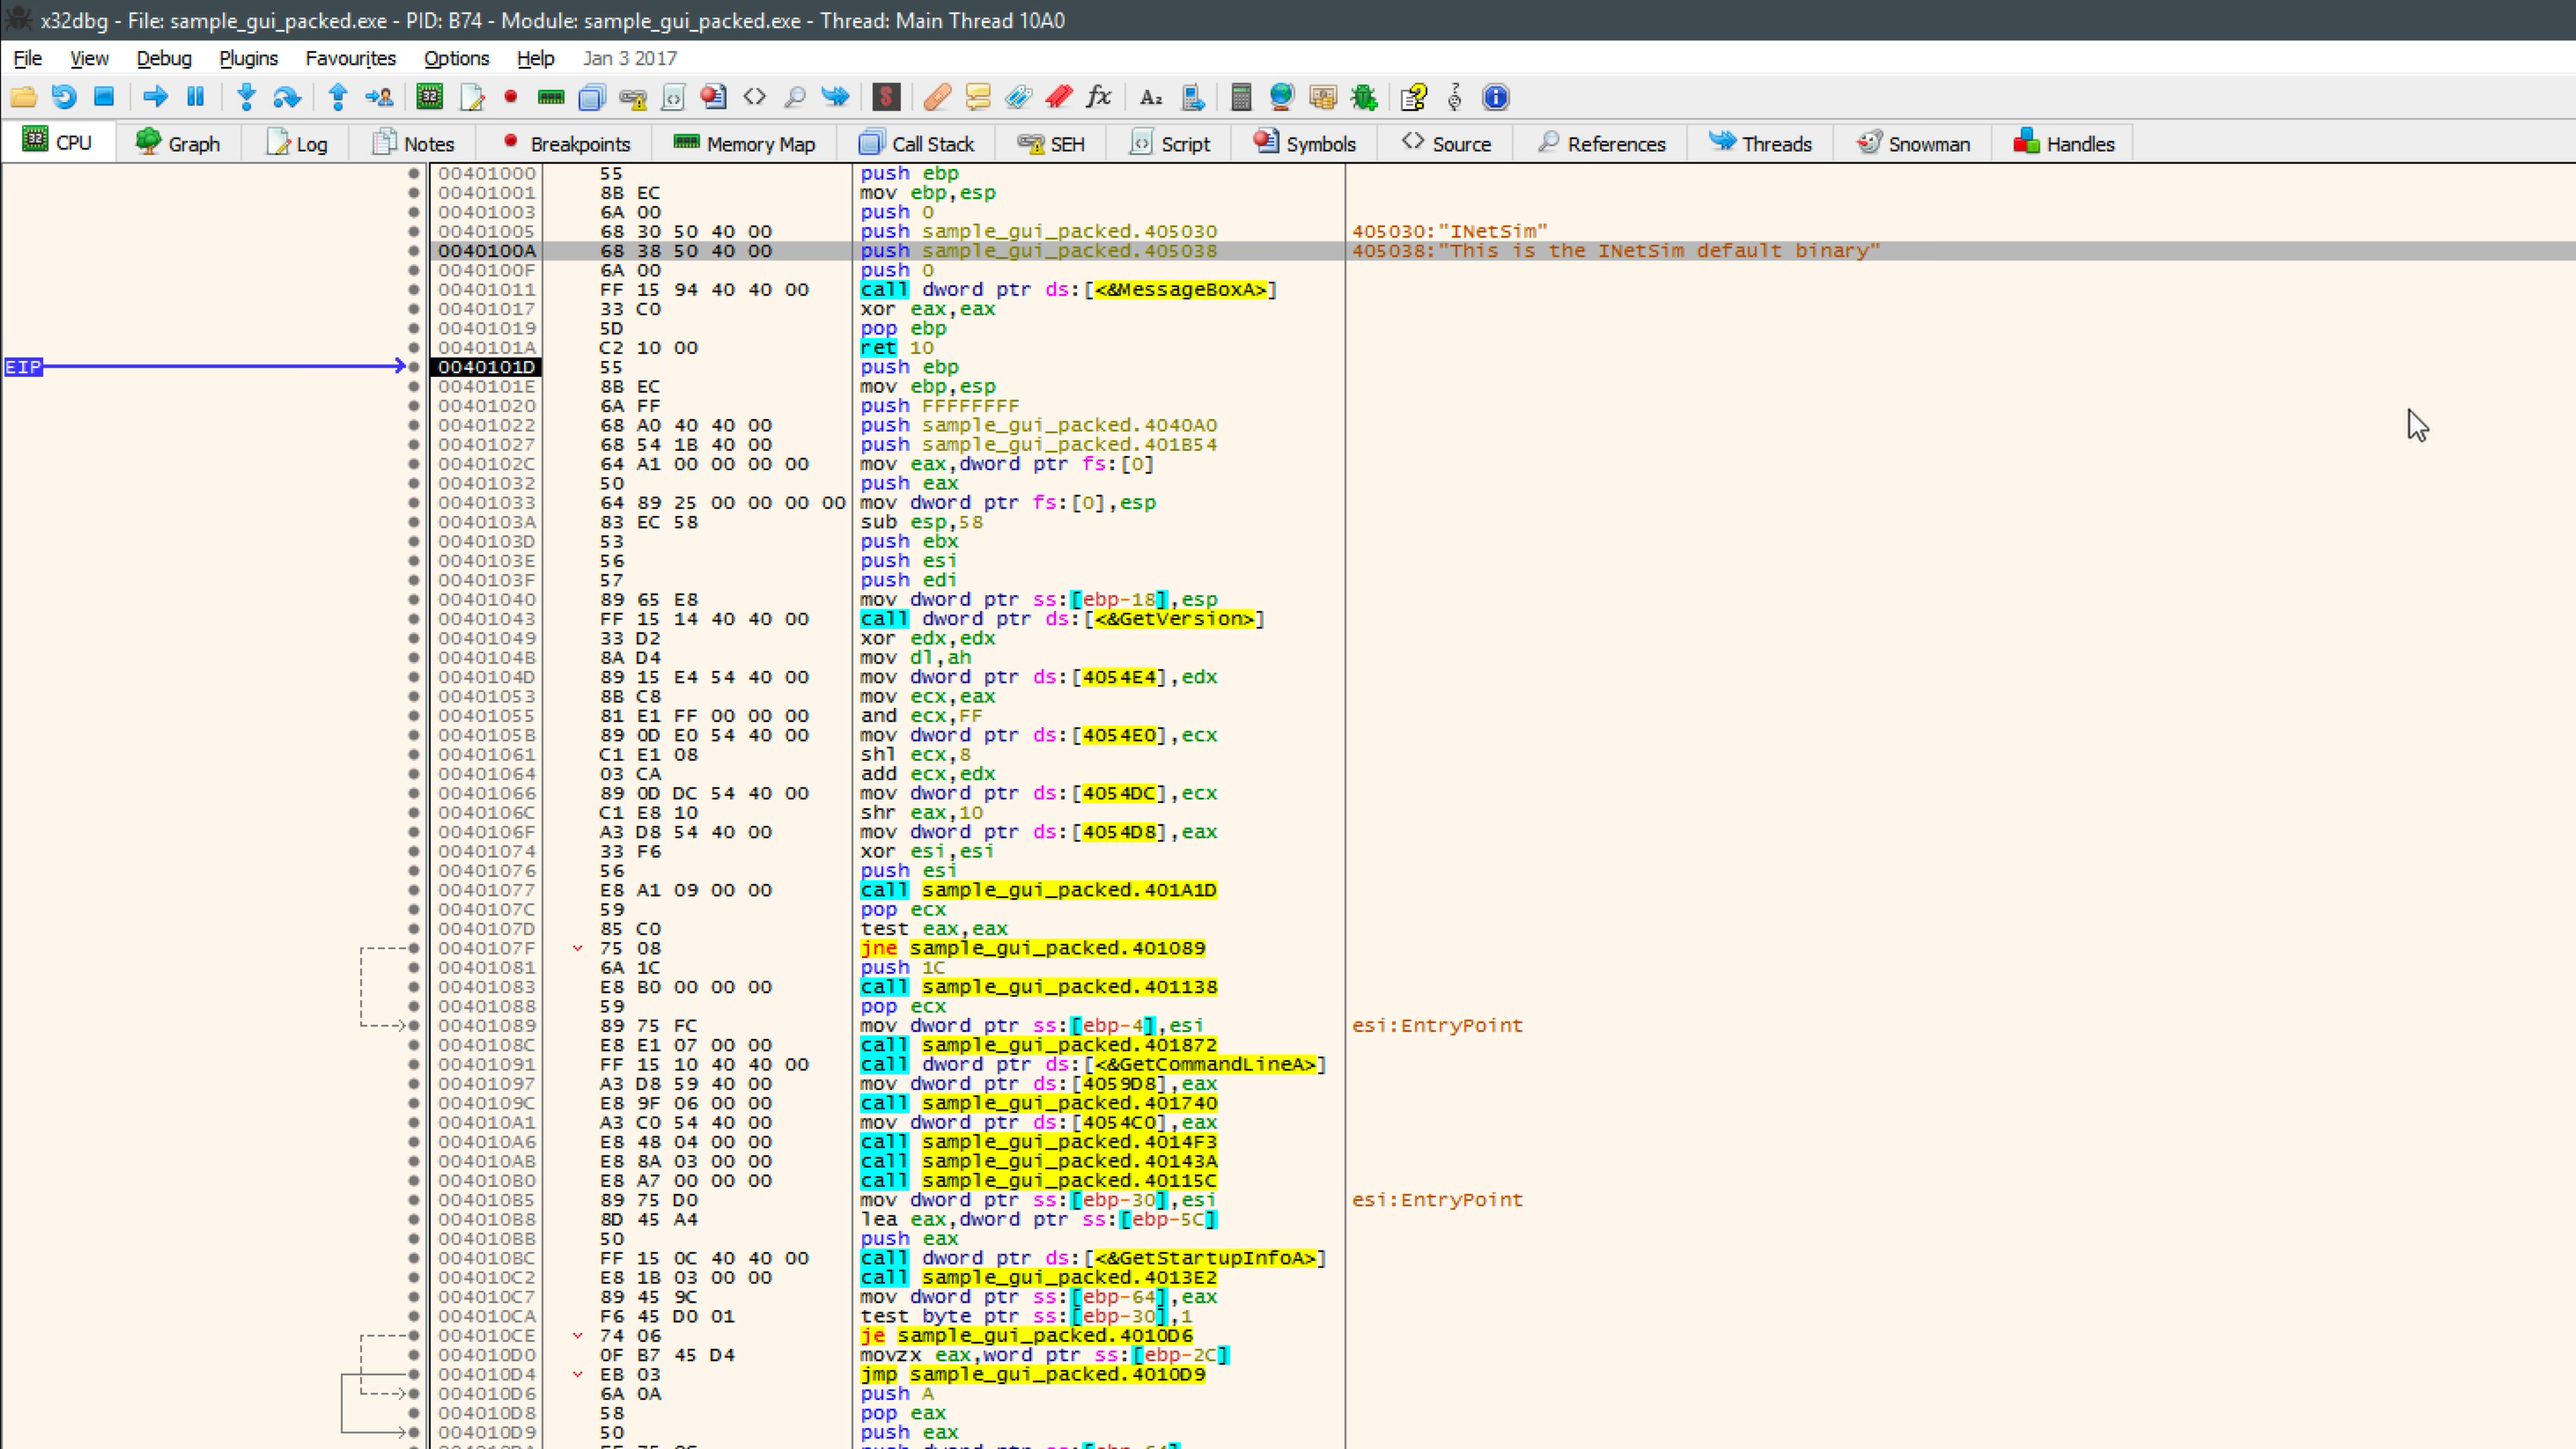 x32dbg - File: sample_gui_packed.exe - PID: B74 - Module: sample_gui_packed.exe - Thread: Main Thread 10A0
File View Debug Plugins Favourites Options Help Jan 3 2017
CPU Graph Log Notes Breakpoints Memory Map Call Stack SEH Script Symbols Source References Threads Snowman Handles
00401000 55 push ebp
00401001 8B EC mov ebp,esp
00401003 6A 00 push 0
00401005 68 30 50 40 00 push sample_gui_packed.405030 405030:"INetSim"
0040100A 68 38 50 40 00 push sample_gui_packed.405038 405038:"This is the INetSim default binary"
0040100F 6A 00 push 0
00401011 FF 15 94 40 40 00 call dword ptr ds:[<&MessageBoxA>]
00401017 33 C0 xor eax,eax
00401019 5D pop ebp
0040101A C2 10 00 ret 10
EIP 0040101D 55 push ebp
0040101E 8B EC mov ebp,esp
00401020 6A FF push FFFFFFFF
00401022 68 A0 40 40 00 push sample_gui_packed.4040A0
00401027 68 54 1B 40 00 push sample_gui_packed.401B54
0040102C 64 A1 00 00 00 00 mov eax,dword ptr fs:[0]
00401032 50 push eax
00401033 64 89 25 00 00 00 00 mov dword ptr fs:[0],esp
0040103A 83 EC 58 sub esp,58
0040103D 53 push ebx
0040103E 56 push esi
0040103F 57 push edi
00401040 89 65 E8 mov dword ptr ss:[ebp-18],esp
00401043 FF 15 14 40 40 00 call dword ptr ds:[<&GetVersion>]
00401049 33 D2 xor edx,edx
0040104B 8A D4 mov dl,ah
0040104D 89 15 E4 54 40 00 mov dword ptr ds:[4054E4],edx
00401053 8B C8 mov ecx,eax
00401055 81 E1 FF 00 00 00 and ecx,FF
0040105B 89 0D E0 54 40 00 mov dword ptr ds:[4054E0],ecx
00401061 C1 E1 08 shl ecx,8
00401064 03 CA add ecx,edx
00401066 89 0D DC 54 40 00 mov dword ptr ds:[4054DC],ecx
0040106C C1 E8 10 shr eax,10
0040106F A3 D8 54 40 00 mov dword ptr ds:[4054D8],eax
00401074 33 F6 xor esi,esi
00401076 56 push esi
00401077 E8 A1 09 00 00 call sample_gui_packed.401A1D
0040107C 59 pop ecx
0040107D 85 C0 test eax,eax
0040107F 75 08 jne sample_gui_packed.401089
00401081 6A 1C push 1C
00401083 E8 B0 00 00 00 call sample_gui_packed.401138
00401088 59 pop ecx
00401089 89 75 FC mov dword ptr ss:[ebp-4],esi esi:EntryPoint
0040108C E8 E1 07 00 00 call sample_gui_packed.401872
00401091 FF 15 10 40 40 00 call dword ptr ds:[<&GetCommandLineA>]
00401097 A3 D8 59 40 00 mov dword ptr ds:[4059D8],eax
0040109C E8 9F 06 00 00 call sample_gui_packed.401740
004010A1 A3 C0 54 40 00 mov dword ptr ds:[4054C0],eax
004010A6 E8 48 04 00 00 call sample_gui_packed.4014F3
004010AB E8 8A 03 00 00 call sample_gui_packed.40143A
004010B0 E8 A7 00 00 00 call sample_gui_packed.40115C
004010B5 89 75 D0 mov dword ptr ss:[ebp-30],esi esi:EntryPoint
004010B8 8D 45 A4 lea eax,dword ptr ss:[ebp-5C]
004010BB 50 push eax
004010BC FF 15 0C 40 40 00 call dword ptr ds:[<&GetStartupInfoA>]
004010C2 E8 1B 03 00 00 call sample_gui_packed.4013E2
004010C7 89 45 9C mov dword ptr ss:[ebp-64],eax
004010CA F6 45 D0 01 test byte ptr ss:[ebp-30],1
004010CE 74 06 je sample_gui_packed.4010D6
004010D0 0F B7 45 D4 movzx eax,word ptr ss:[ebp-2C]
004010D4 EB 03 jmp sample_gui_packed.4010D9
004010D6 6A 0A push A
004010D8 58 pop eax
004010D9 50 push eax